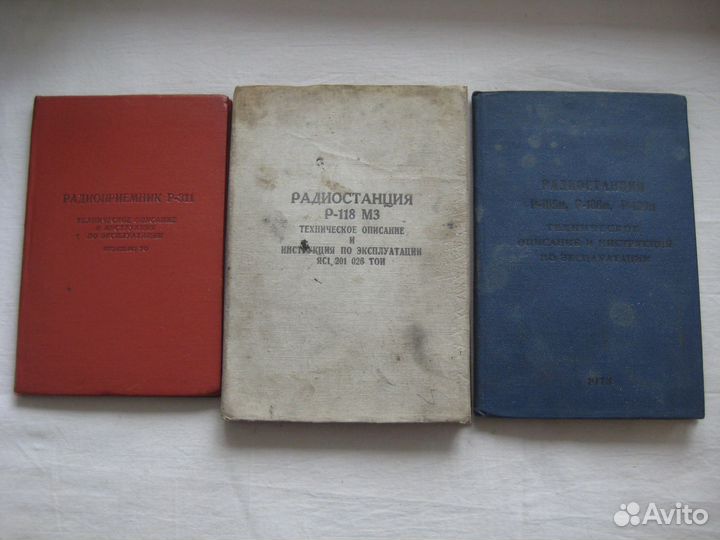 РАДИОПРИЕМНИК Р-311
ТЕХНИЧЕСКОЕ ОПИСАНИЕ
И ИНСТРУКЦИЯ
ПО ЭКСПЛУАТАЦИИ
РАДИОСТАНЦИЯ
Р-118 М3
ТЕХНИЧЕСКОЕ ОПИСАНИЕ
И
ИНСТРУКЦИЯ ПО ЭКСПЛУАТАЦИИ
ЯС1 201 026 ТОИ
РАДИОСТАНЦИИ
ТЕХНИЧЕСКОЕ
ОПИСАНИЕ И ИНСТРУКЦИЯ
ПО ЭКСПЛУАТАЦИИ
Avito